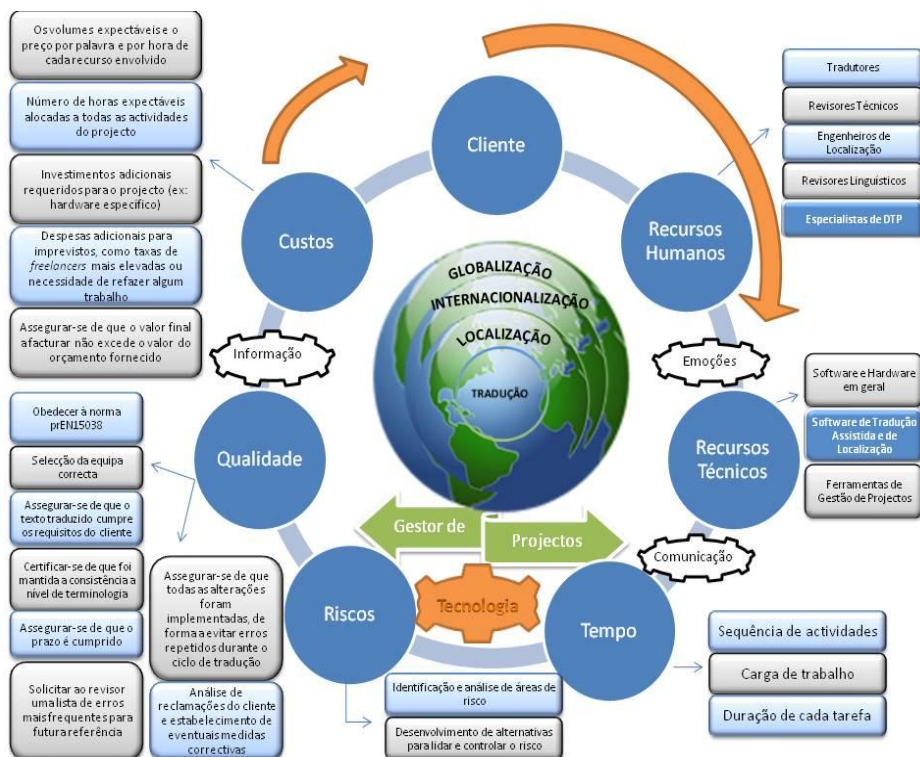 Os volumes expectáveis e o
preço por palavra e por hora de
cada recurso envolvido
Número de horas expectáveis
alocadas a todas as actividades
do projecto
Investimentos adicionais
requeridos para o projecto (ex:
hardware específico)
Despesas adicionais para
imprevistos, como taxas de
freelancers mais elevadas ou
necessidade de refazer algum
trabalho
Assegurar-se de que o valor final
a facturar não excede o valor do
orçamento fornecido
Cliente
Custos
Recursos
Humanos
Tradutores
Revisores Técnicos
Engenheiros de
Localização
Revisores Linguísticos
Especialistas de DTP
GLOBALIZAÇÃO
INTERNACIONALIZAÇÃO
LOCALIZAÇÃO
TRADUÇÃO
Informação
Emoções
Qualidade
Recursos
Técnicos
Software e Hardware
em geral
Software de Tradução
Assistida e de
Localização
Ferramentas de
Gestão de Projectos
Obedecer à norma
prEN15038
Selecção da equipa
correcta
Assegurar-se de que o
texto traduzido cumpre
os requisitos do cliente
Certificar-se de que foi
mantida a consistência a
nível de terminologia
Assegurar-se de que o
prazo é cumprido
Solicitar ao revisor
uma lista de erros
mais frequentes para
futura referência
Assegurar-se de que
todas as alterações
foram
implementadas, de
forma a evitar erros
repetidos durante o
ciclo de tradução
Análise de
reclamações do cliente
e estabelecimento de
eventuais medidas
correctivas
Gestor de
Projectos
Comunicação
Riscos
Tecnologia
Tempo
Identificação e análise de áreas de
risco
Desenvolvimento de alternativas
para lidar e controlar o risco
Sequência de actividades
Carga de trabalho
Duração de cada tarefa